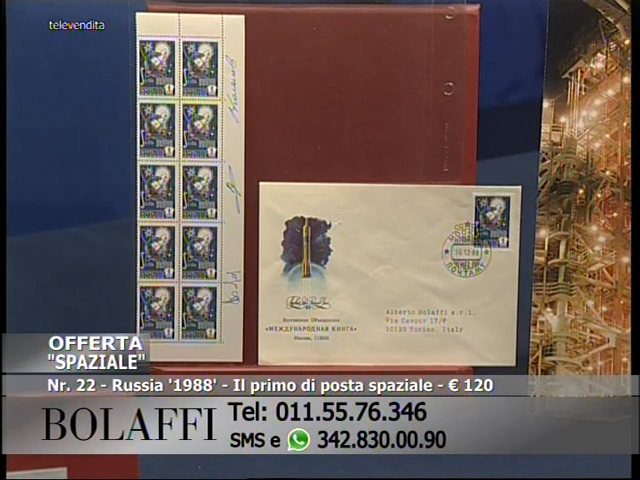 televendita
«МЕЖДУНАРОДНАЯ КНИГА»
Alberto Bolaffi s.r.l.
Via Cavour 17/F
10123 Torino, Italy
OFFERTA
"SPAZIALE"
Nr. 22 - Russia '1988' - Il primo di posta spaziale - € 120
BOLAFFI
Tel: 011.55.76.346
SMS e 342.830.00.90